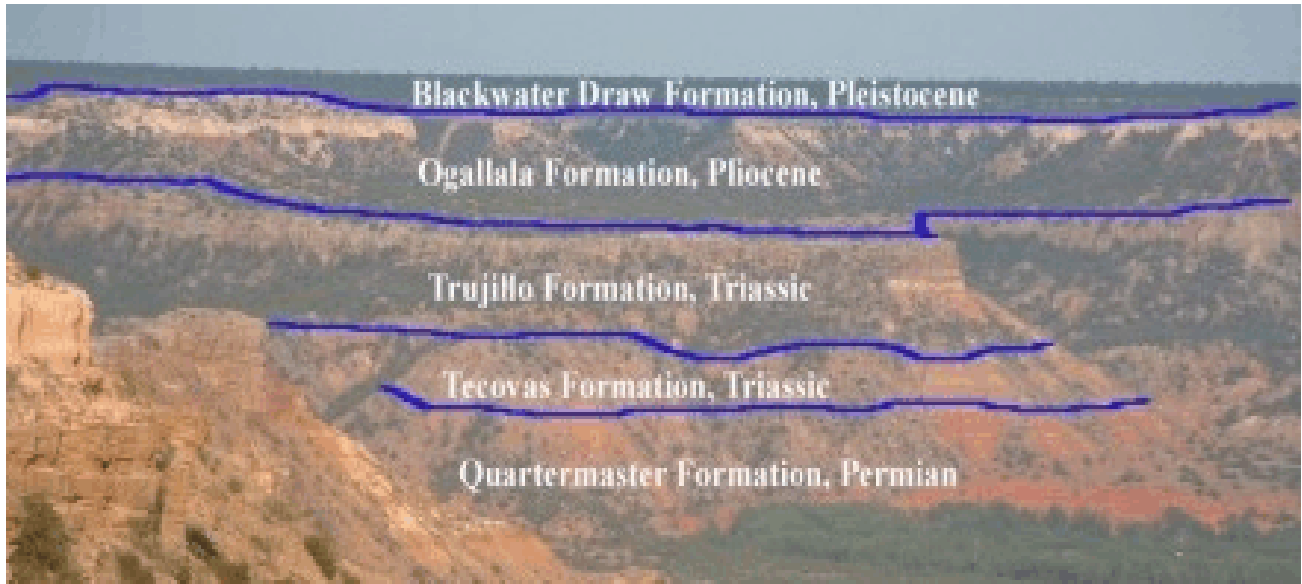 Blackwater Draw Formation, Pleistocene
Ogallala Formation, Pliocene
Trujillo Formation, Triassic
Tecovas Formation, Triassic
Quartermaster Formation, Permian